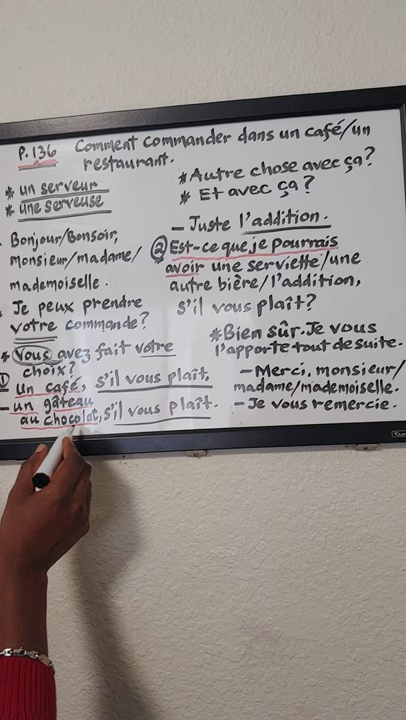 P.136 Comment commander dans un café/un
restaurant.
* un serveur
* une serveuse
Bonjour/Bonsoir,
monsieur/madame/
mademoiselle.
Je peux prendre
votre commande?
* Vous avez fait votre
choix?
① un café, s'il vous plaît.
- un gâteau
au chocolat, s'il vous plaît.
* Autre chose avec ça?
* Et avec ça?
- Juste l'addition.
② Est-ce que je pourrais
avoir une serviette/une
autre bière/l'addition,
s'il vous plaît?
* Bien sûr. Je vous
l'apporte tout de suite.
- Merci, monsieur/
madame/mademoiselle.
- Je vous remercie.